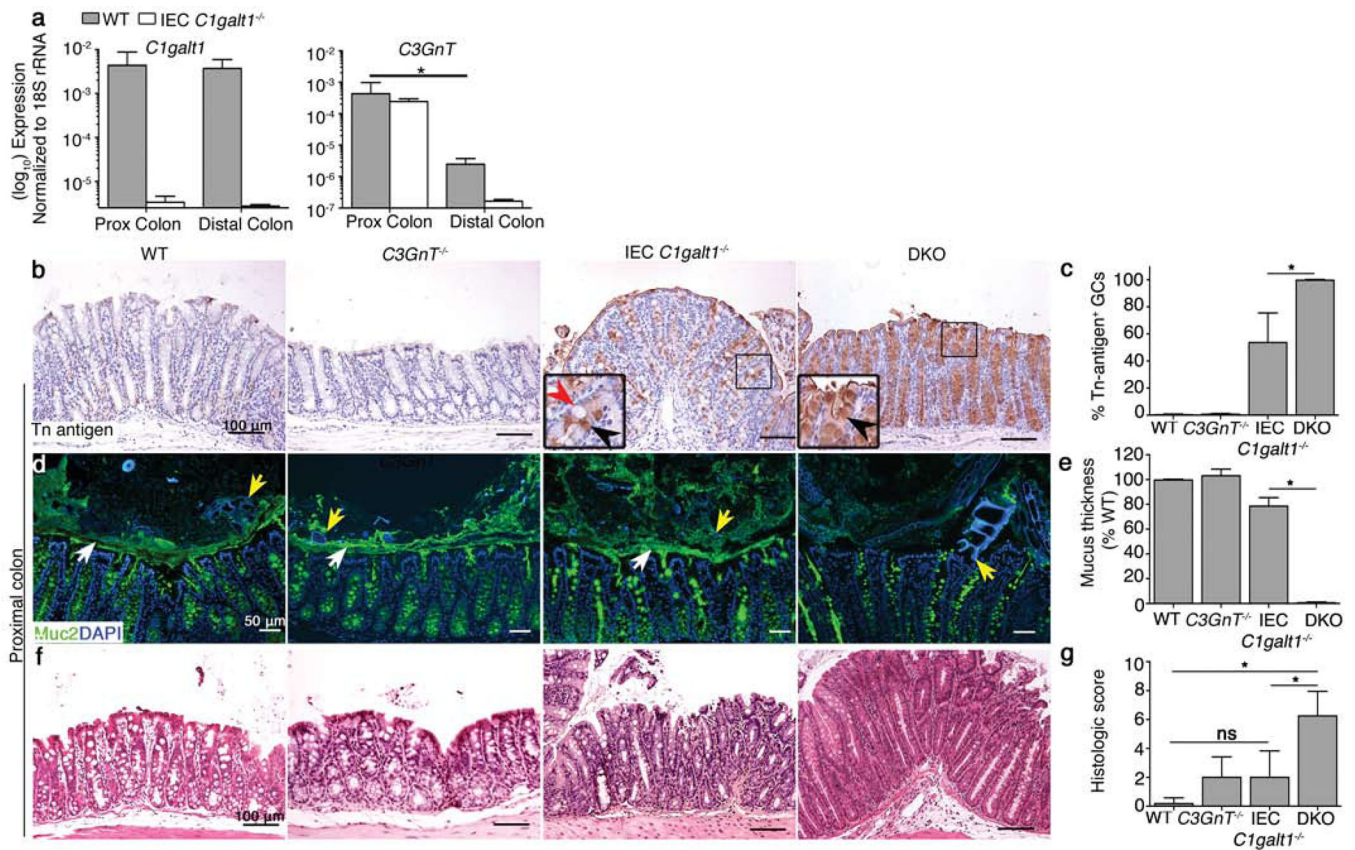 a WT IEC C1galt1-/-
C1galt1
C3GnT
(log10) Expression
Normalized to 18S rRNA
10-2
10-3
10-4
10-5
Prox Colon Distal Colon
10-2
10-3
10-4
10-5
10-6
10-7
*
Prox Colon Distal Colon
WT C3GnT-/- IEC C1galt1-/- DKO
b
Tn antigen
100 µm
c
% Tn-antigen+ GCs
100
80
60
40
20
0
*
WT C3GnT-/- IEC DKO
C1galt1-/-
Proximal colon
d
Muc2DAPI
50 µm
e
Mucus thickness
(% WT)
120
100
80
60
40
20
0
*
WT C3GnT-/- IEC DKO
C1galt1-/-
f
100 µm
g
Histologic score
10
8
6
4
2
0
*
*
ns
WT C3GnT-/- IEC DKO
C1galt1-/-